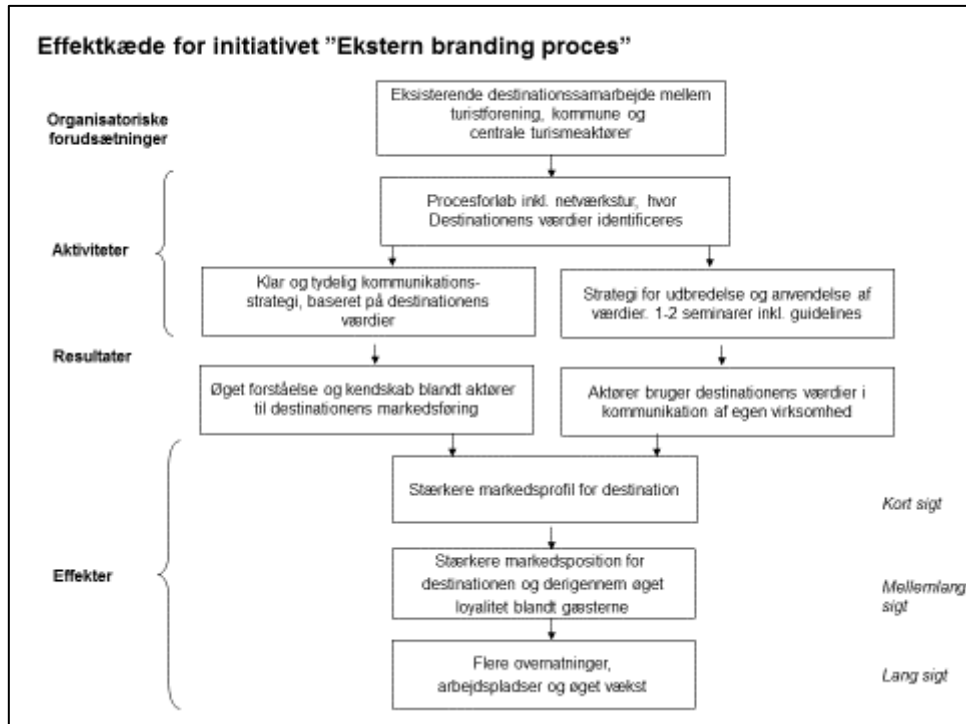 Effektkæde for initiativet ”Ekstern branding proces”
Organisatoriske
forudsætninger
Eksisterende destinationssamarbejde mellem
turistforening, kommune og
centrale turismeaktører
Aktiviteter
Procesforløb inkl. netværkstur, hvor
Destinationens værdier identificeres
Klar og tydelig kommunikations-
strategi, baseret på destinationens
værdier
Strategi for udbredelse og anvendelse af
værdier. 1-2 seminarer inkl. guidelines
Resultater
Øget forståelse og kendskab blandt aktører
til destinationens markedsføring
Aktører bruger destinationens værdier i
kommunikation af egen virksomhed
Effekter
Stærkere markedsprofil for destination
Kort sigt
Stærkere markedsposition for
destinationen og derigennem øget
loyalitet blandt gæsterne
Mellemlang
sigt
Flere overnatninger,
arbejdspladser og øget vækst
Lang sigt